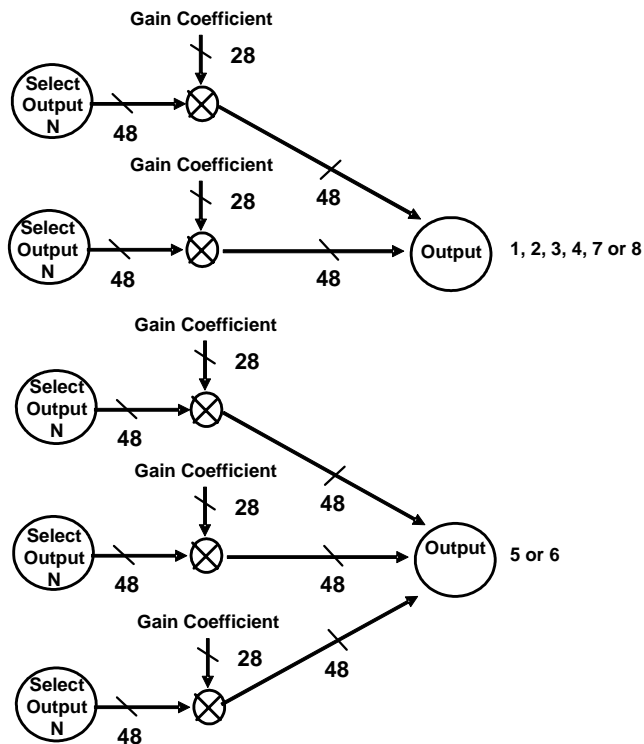 Gain Coefficient
28
Select
Output
N
48
48
Gain Coefficient
28
Select
Output
N
48
48
Output
1, 2, 3, 4, 7 or 8
Gain Coefficient
28
Select
Output
N
48
48
Gain Coefficient
28
Select
Output
N
48
48
Output
5 or 6
Gain Coefficient
28
Select
Output
N
48
48